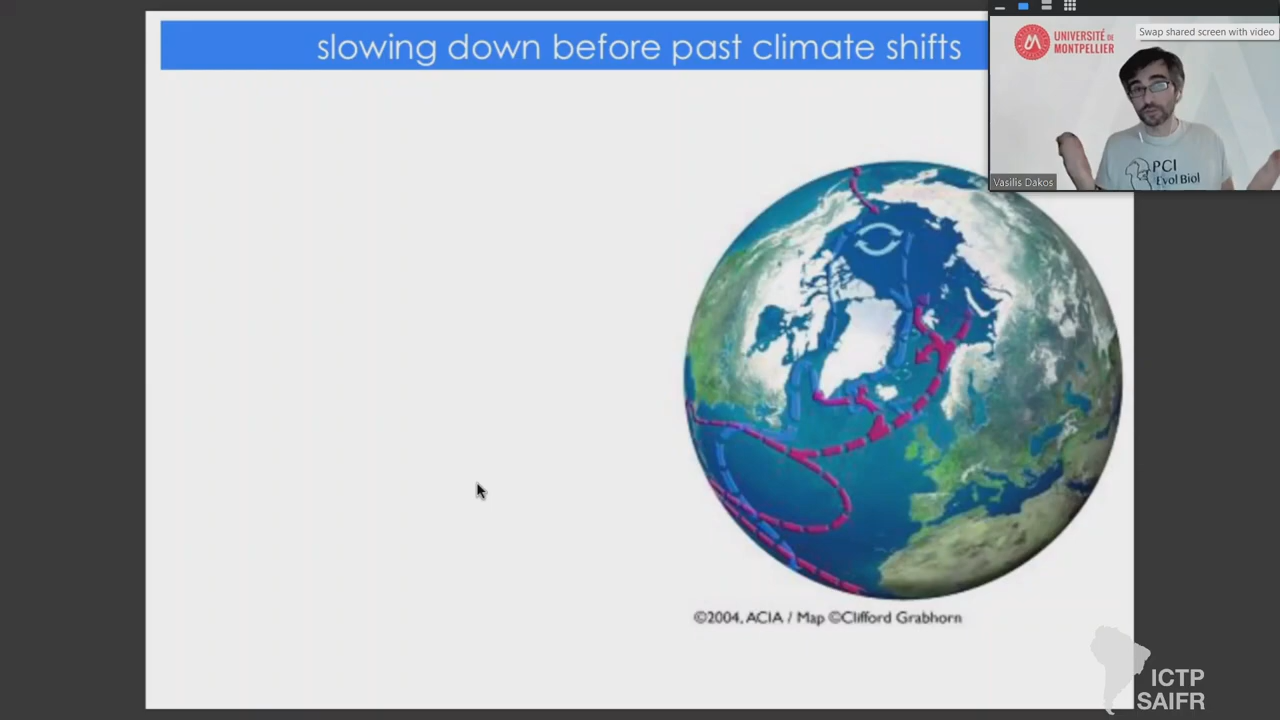 slowing down before past climate shifts
UNIVERSITÉ DE
MONTPELLIER
Swap shared screen with video
PCI
Evol Biol
Vasilis Dakos
©2004, ACIA / Map ©Clifford Grabhorn
ICTP
SAIFR